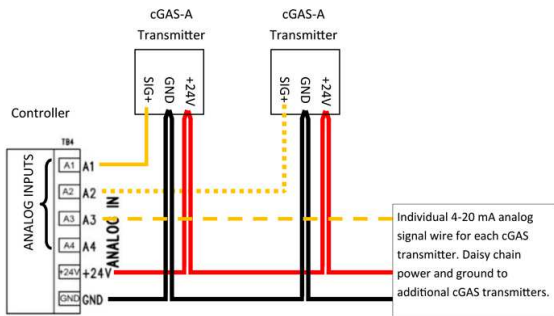 cGAS-A
Transmitter
cGAS-A
Transmitter
SIG+
GND
+24V
SIG+
GND
+24V
Controller
TB4
ANALOG INPUTS
A1 A1
A2 A2
A3 A3
A4 A4
+24V +24V
GND GND
ANALOG IN
Individual 4-20 mA analog
signal wire for each cGAS
transmitter. Daisy chain
power and ground to
additional cGAS transmitters.